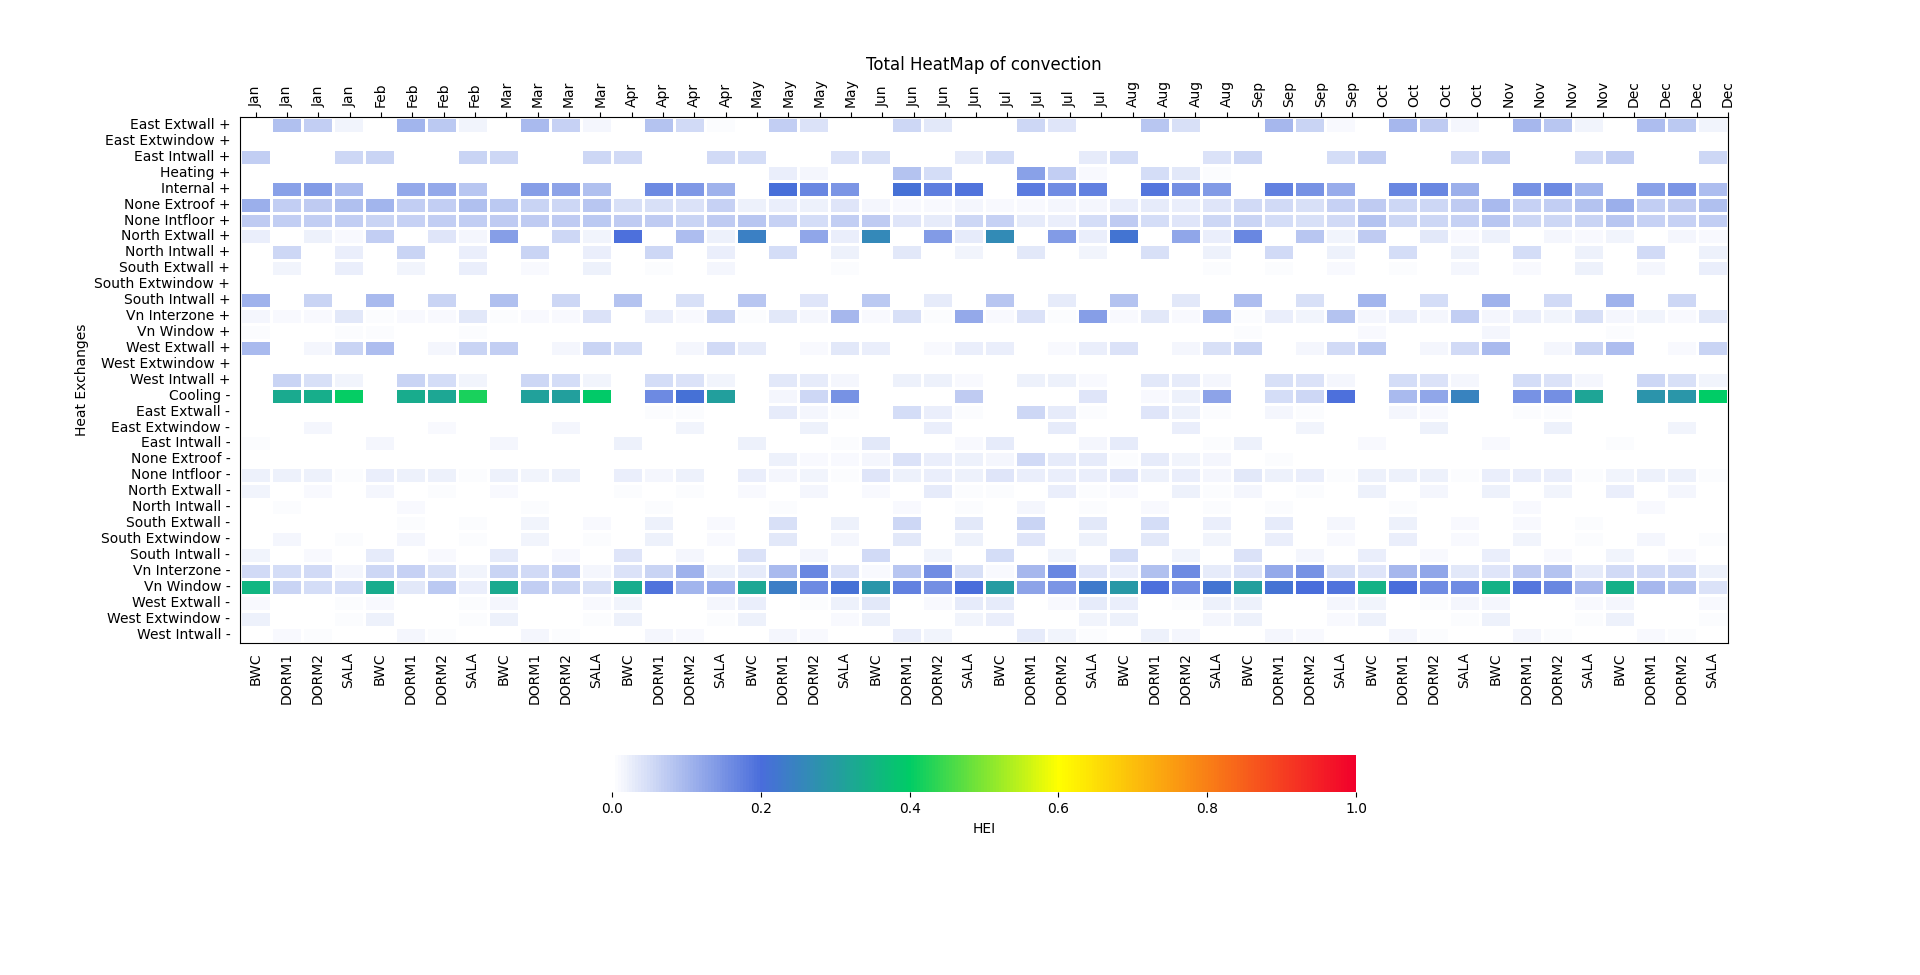 Total HeatMap of convection
Jan Jan Jan Jan Feb Feb Feb Feb Mar Mar Mar Mar Apr Apr Apr Apr May May May May Jun Jun Jun Jun Jul Jul Jul Jul Aug Aug Aug Aug Sep Sep Sep Sep Oct Oct Oct Oct Nov Nov Nov Nov Dec Dec Dec Dec
Heat Exchanges
East Extwall +
East Extwindow +
East Intwall +
Heating +
Internal +
None Extroof +
None Intfloor +
North Extwall +
North Intwall +
South Extwall +
South Extwindow +
South Intwall +
Vn Interzone +
Vn Window +
West Extwall +
West Extwindow +
West Intwall +
Cooling -
East Extwall -
East Extwindow -
East Intwall -
None Extroof -
None Intfloor -
North Extwall -
North Intwall -
South Extwall -
South Extwindow -
South Intwall -
Vn Interzone -
Vn Window -
West Extwall -
West Extwindow -
West Intwall -
BWC DORM1 DORM2 SALA BWC DORM1 DORM2 SALA BWC DORM1 DORM2 SALA BWC DORM1 DORM2 SALA BWC DORM1 DORM2 SALA BWC DORM1 DORM2 SALA BWC DORM1 DORM2 SALA BWC DORM1 DORM2 SALA BWC DORM1 DORM2 SALA BWC DORM1 DORM2 SALA BWC DORM1 DORM2 SALA BWC DORM1 DORM2 SALA
0.0 0.2 0.4 0.6 0.8 1.0
HEI